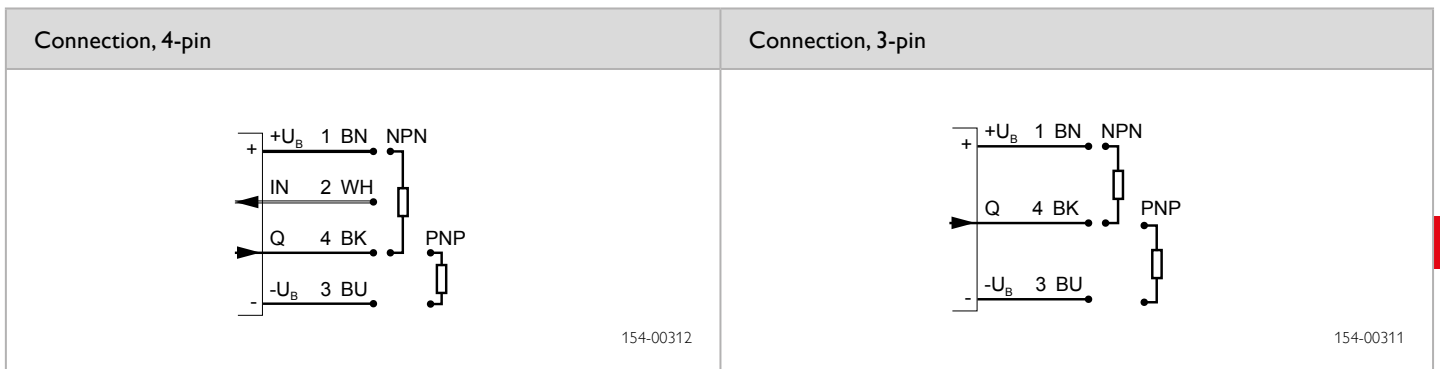 Connection, 4-pin
+U_B 1 BN NPN
+
IN 2 WH
Q 4 BK PNP
-U_B 3 BU
-
154-00312
Connection, 3-pin
+U_B 1 BN NPN
+
Q 4 BK PNP
-U_B 3 BU
-
154-00311